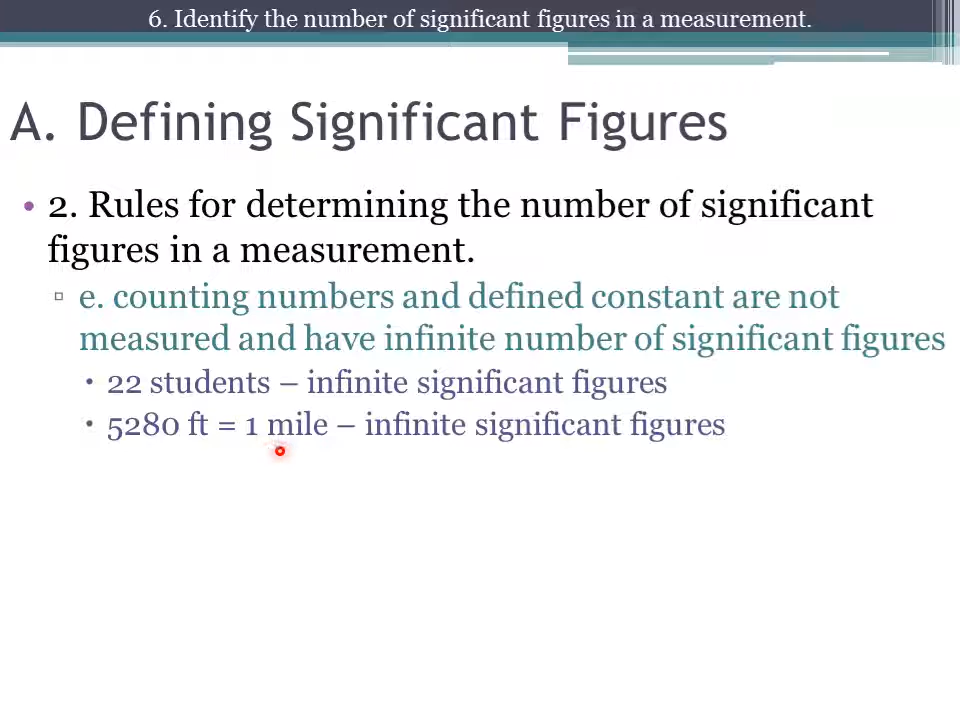 6. Identify the number of significant figures in a measurement.
A. Defining Significant Figures
• 2. Rules for determining the number of significant
figures in a measurement.
▫ e. counting numbers and defined constant are not
measured and have infinite number of significant figures
▪ 22 students – infinite significant figures
▪ 5280 ft = 1 mile – infinite significant figures